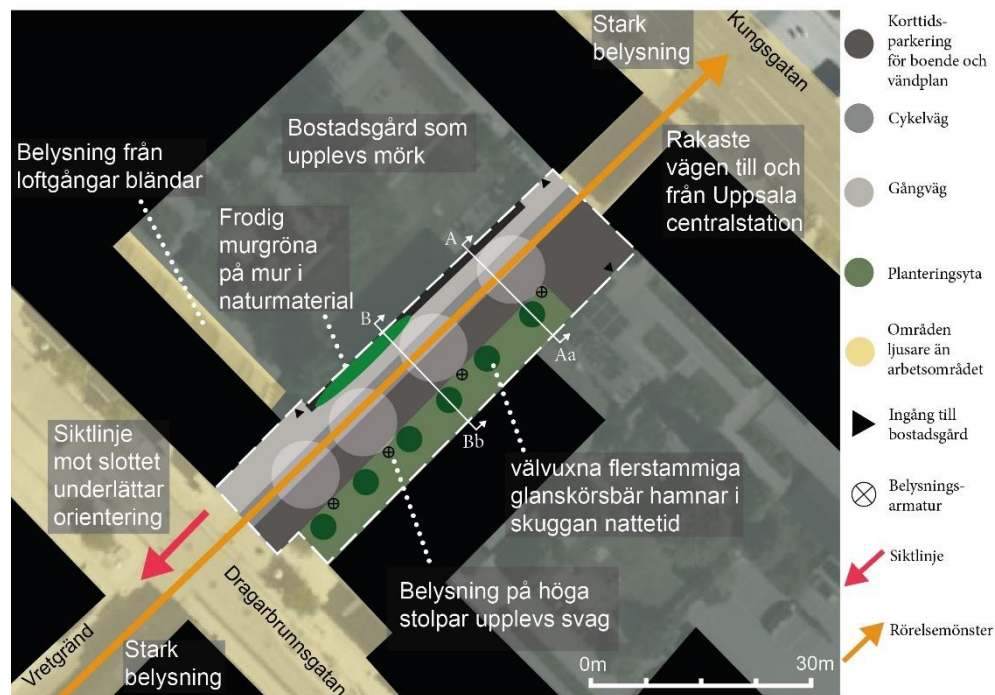 Stark
belysning
Kungsgatan
Bostadsgård som
upplevs mörk
Belysning från
loftgångar bländar
Rakaste
vägen till och
från Uppsala
centralstation
Frodig
murgröna
på mur i
naturmaterial
A
B
Aa
Bb
Siktlinje
mot slottet
underlättar
orientering
välvuxna flerstammiga
glanskörsbär hamnar i
skuggan nattetid
Belysning på höga
stolpar upplevs svag
Dragarbrunnsgatan
Vretgränd
Stark
belysning
0m
30m
Korttids-
parkering
för boende och
vändplan
Cykelväg
Gångväg
Planteringsyta
Områden
ljusare än
arbetsområdet
Ingång till
bostadsgård
Belysnings-
armatur
Siktlinje
Rörelsemönster